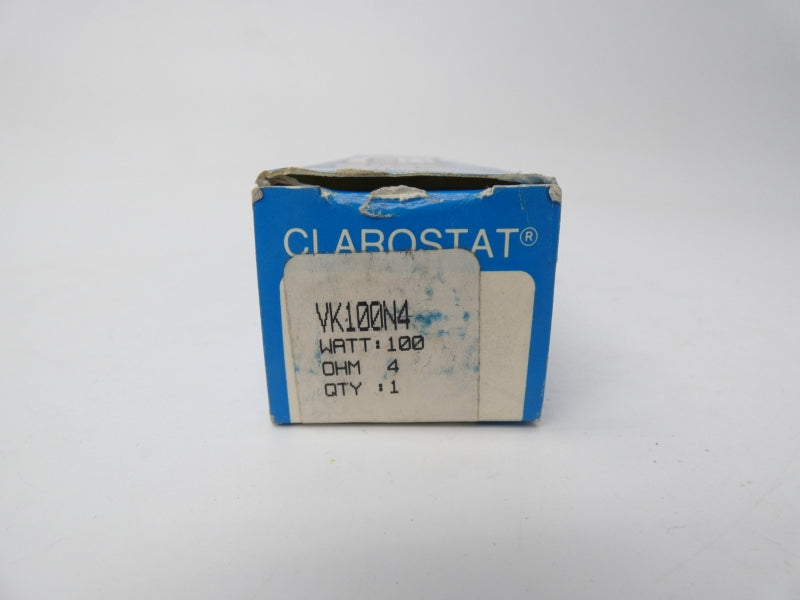 CLAROSTAT®
VK100N4
WATT:100
OHM 4
QTY :1